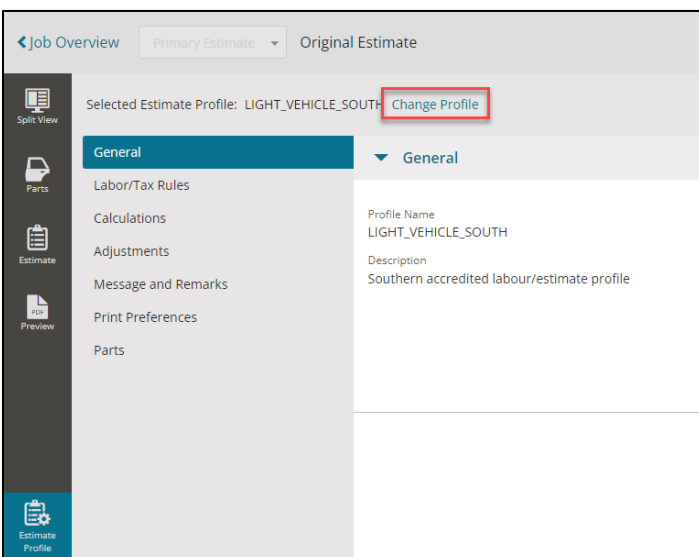 Job Overview Primary Estimate Original Estimate
Split View
Parts
Estimate
PDF
Preview
Estimate
Profile
Selected Estimate Profile: LIGHT_VEHICLE_SOUTH Change Profile
General
Labor/Tax Rules
Calculations
Adjustments
Message and Remarks
Print Preferences
Parts
General
Profile Name
LIGHT_VEHICLE_SOUTH
Description
Southern accredited labour/estimate profile